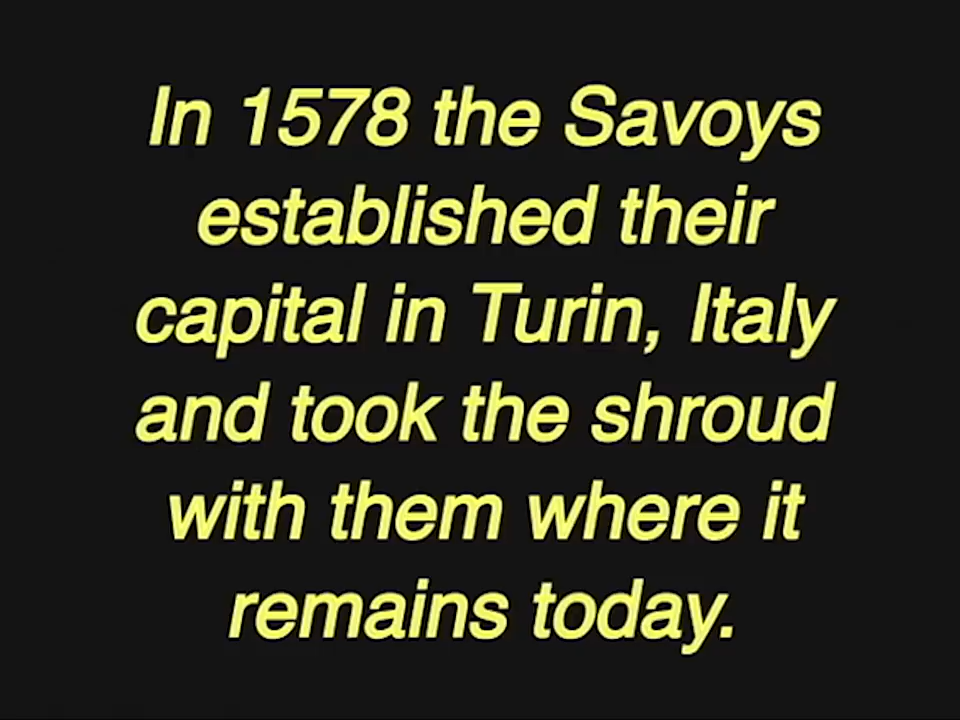 In 1578 the Savoys
established their
capital in Turin, Italy
and took the shroud
with them where it
remains today.